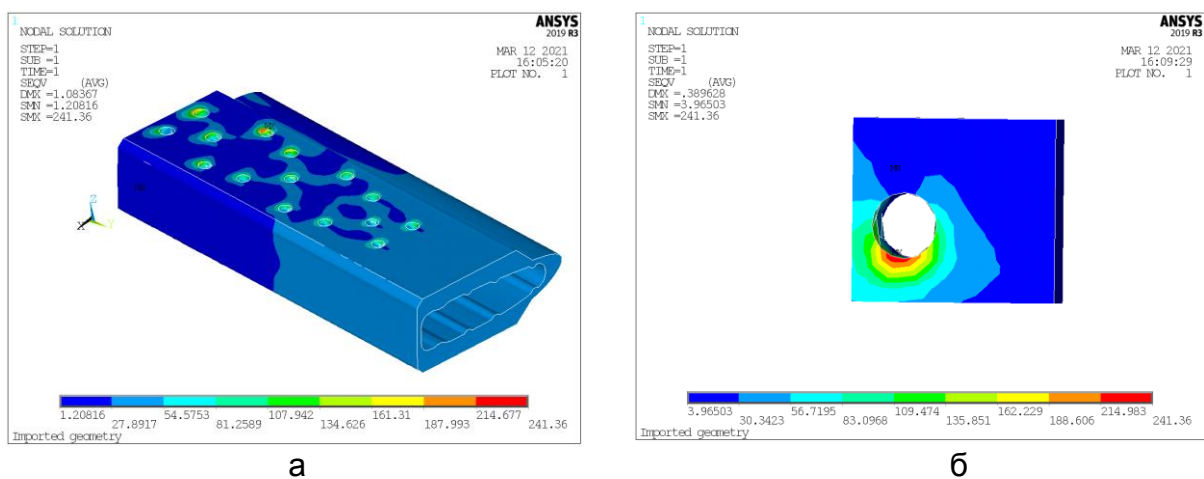 1
NODAL SOLUTION
STEP=1
SUB =1
TIME=1
SEQV (AVG)
DMX =1.08367
SMN =1.20816
SMX =241.36
ANSYS
2019 R3
MAR 12 2021
16:05:20
PLOT NO. 1
Z
X
Y
1.20816 54.5753 107.942 161.31 214.677
27.8917 81.2589 134.626 187.993 241.36
Imported geometry
а
1
NODAL SOLUTION
STEP=1
SUB =1
TIME=1
SEQV (AVG)
DMX =.389628
SMN =3.96503
SMX =241.36
ANSYS
2019 R3
MAR 12 2021
16:09:29
PLOT NO. 1
3.96503 56.7195 109.474 162.229 214.983
30.3423 83.0968 135.851 188.606 241.36
Imported geometry
б